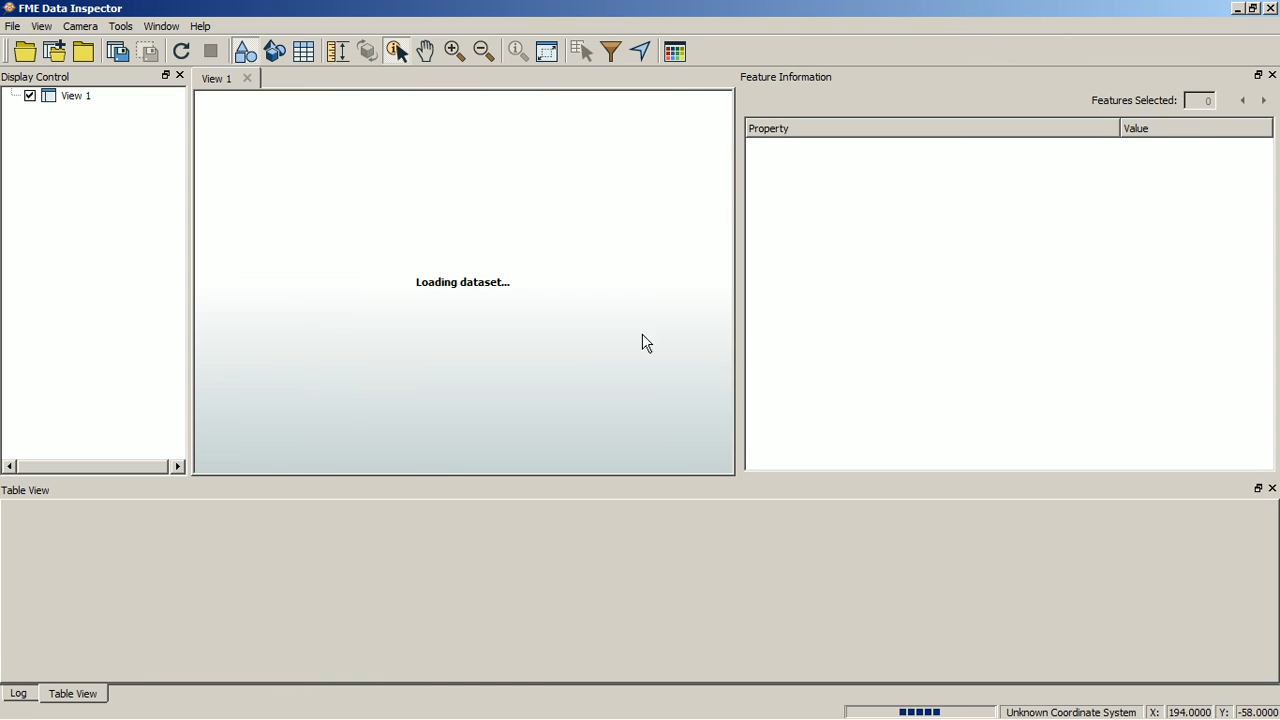 FME Data Inspector
File View Camera Tools Window Help
Display Control
View 1
View 1
Loading dataset...
Feature Information
Features Selected: 0
Property Value
Table View
Log Table View
Unknown Coordinate System X: 194.0000 Y: -58.0000